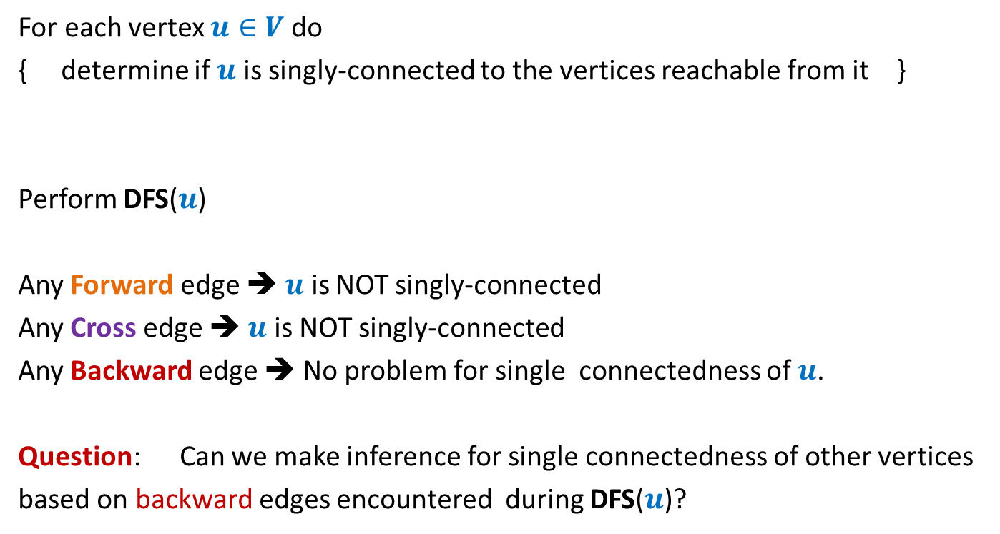 For each vertex u ∈ V do
{ determine if u is singly-connected to the vertices reachable from it }
Perform DFS(u)
Any Forward edge ➔ u is NOT singly-connected
Any Cross edge ➔ u is NOT singly-connected
Any Backward edge ➔ No problem for single connectedness of u.
Question: Can we make inference for single connectedness of other vertices
based on backward edges encountered during DFS(u)?